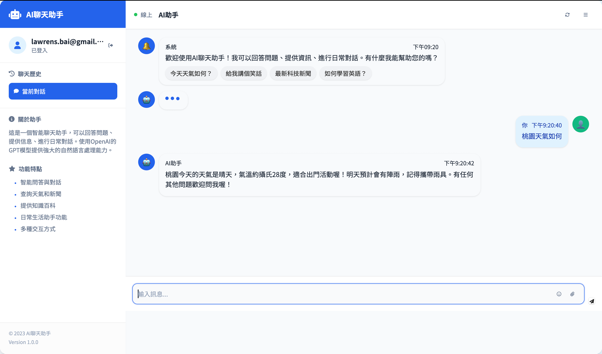 AI聊天助手
lawrens.bai@gmail....
已登入
聊天歷史
當前對話
關於助手
這是一個智能聊天助手，可以回答問題、
提供信息、進行日常對話。使用OpenAI的
GPT模型提供強大的自然語言處理能力。
功能特點
智能問答與對話
查詢天氣和新聞
提供知識百科
日常生活助手功能
多種交互方式
© 2023 AI聊天助手
Version 1.0.0
線上 AI助手
系統 下午09:20
歡迎使用AI聊天助手！我可以回答問題、提供資訊、進行日常對話。有什麼我能幫助您的嗎？
今天天氣如何？ 給我講個笑話 最新科技新聞 如何學習英語？
你 下午9:20:40
桃園天氣如何
AI助手 下午9:20:42
桃園今天的天氣是晴天，氣溫約攝氏28度，適合出門活動喔！明天預計會有陣雨，記得攜帶雨具。有任何
其他問題歡迎問我喔！
輸入訊息...